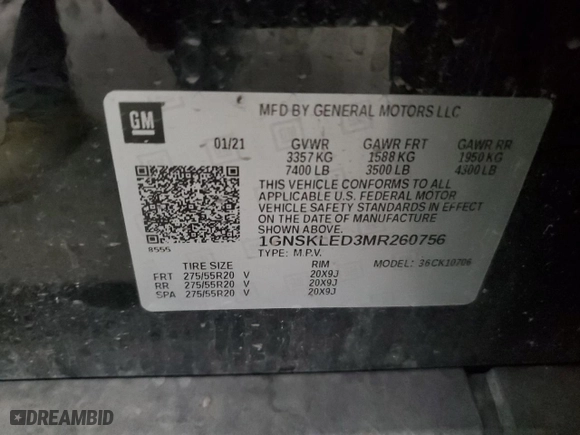 GM
MFD BY GENERAL MOTORS LLC
01/21 GVWR GAWR FRT GAWR RR
3357 KG 1588 KG 1950 KG
7400 LB 3500 LB 4300 LB
THIS VEHICLE CONFORMS TO ALL
APPLICABLE U.S. FEDERAL MOTOR
VEHICLE SAFETY STANDARDS IN EFFECT
ON THE DATE OF MANUFACTURE
SHOWN ABOVE.
8555
1GNSKLED3MR260756
TYPE: M.P.V. MODEL: 36CK10706
TIRE SIZE RIM
FRT 275/55R20 V 20X9J
RR 275/55R20 V 20X9J
SPA 275/55R20 V 20X9J
DREAMBID